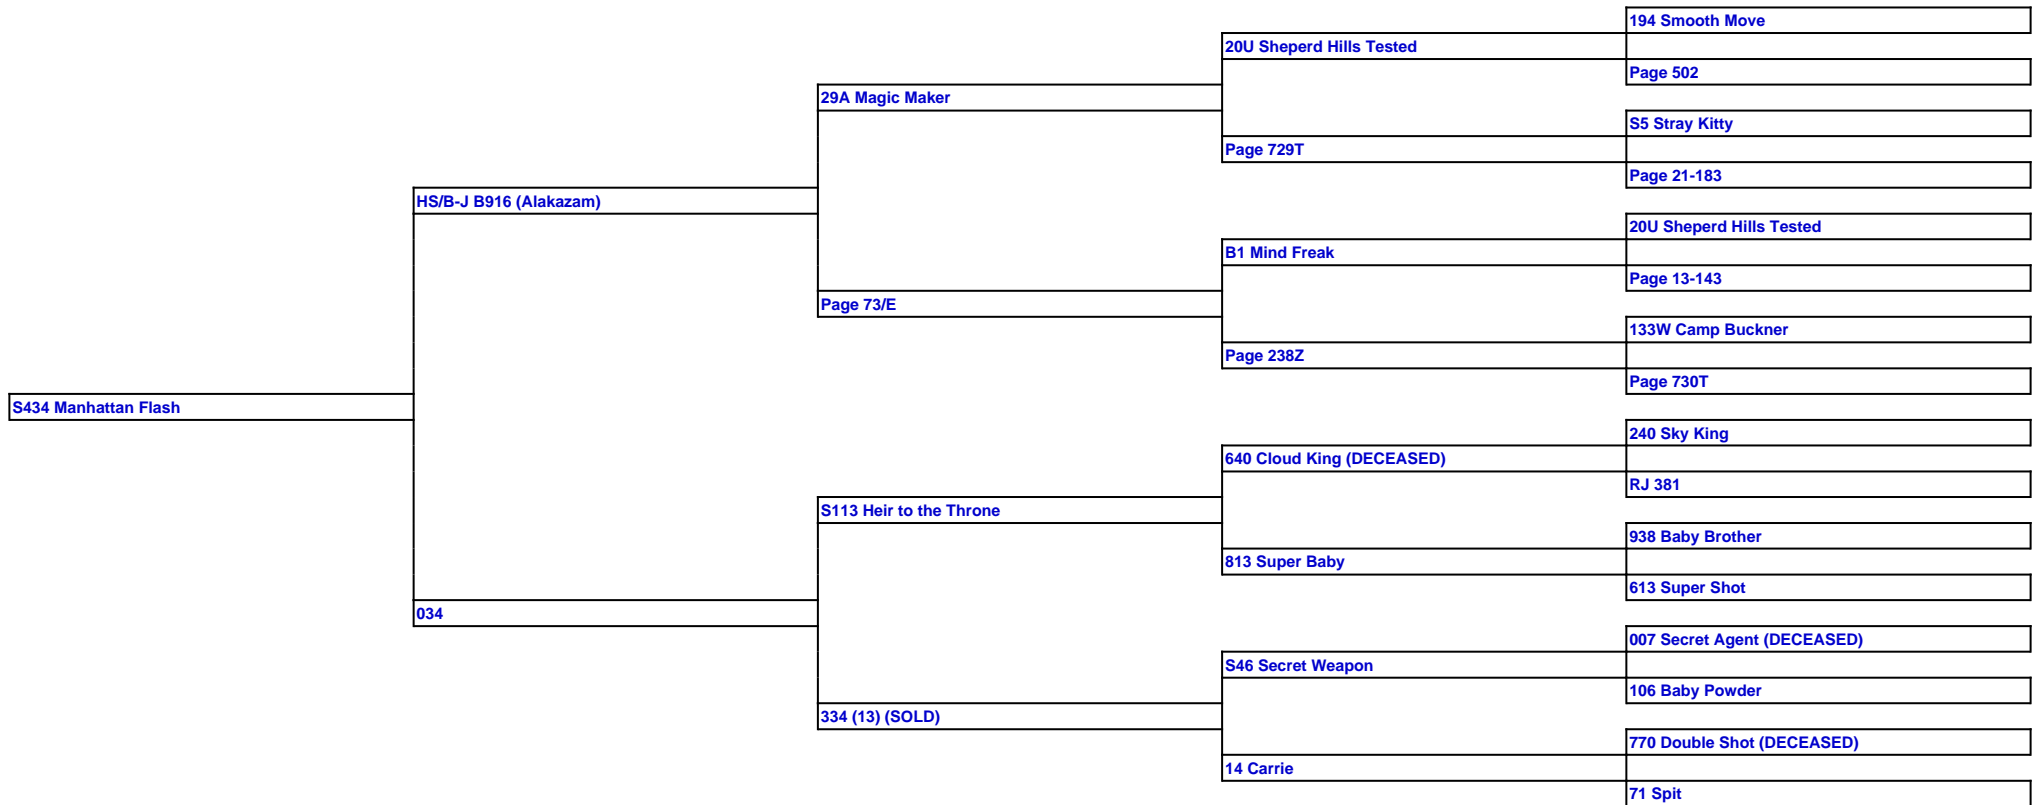 194 Smooth Move
20U Sheperd Hills Tested
Page 502
29A Magic Maker
S5 Stray Kitty
Page 729T
Page 21-183
HS/B-J B916 (Alakazam)
20U Sheperd Hills Tested
B1 Mind Freak
Page 13-143
Page 73/E
133W Camp Buckner
Page 238Z
Page 730T
S434 Manhattan Flash
240 Sky King
640 Cloud King (DECEASED)
RJ 381
S113 Heir to the Throne
938 Baby Brother
813 Super Baby
613 Super Shot
034
007 Secret Agent (DECEASED)
S46 Secret Weapon
106 Baby Powder
334 (13) (SOLD)
770 Double Shot (DECEASED)
14 Carrie
71 Spit